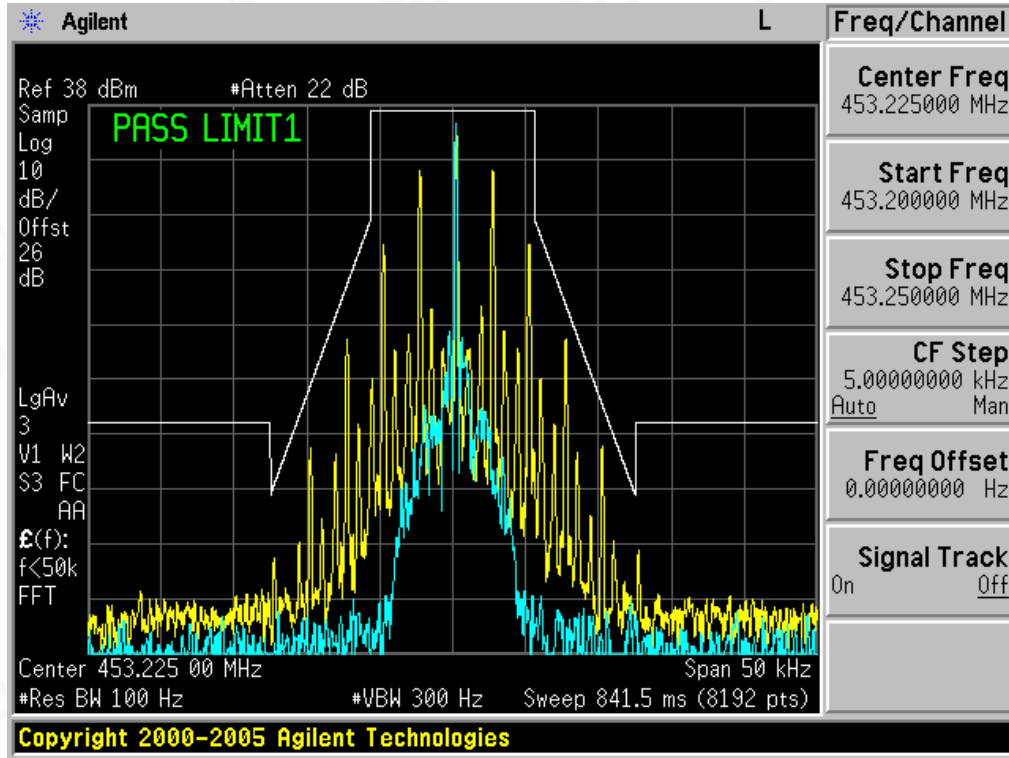 Agilent L Freq/Channel
Ref 38 dBm #Atten 22 dB
Samp
Log
10
dB/
Offst
26
dB
PASS LIMIT1
LgAv
3
V1 W2
S3 FC
AA
£(f):
f<50k
FFT
Center 453.225 00 MHz Span 50 kHz
#Res BW 100 Hz #VBW 300 Hz Sweep 841.5 ms (8192 pts)
Copyright 2000-2005 Agilent Technologies
Center Freq
453.225000 MHz
Start Freq
453.200000 MHz
Stop Freq
453.250000 MHz
CF Step
5.00000000 kHz
Auto Man
Freq Offset
0.00000000 Hz
Signal Track
On Off